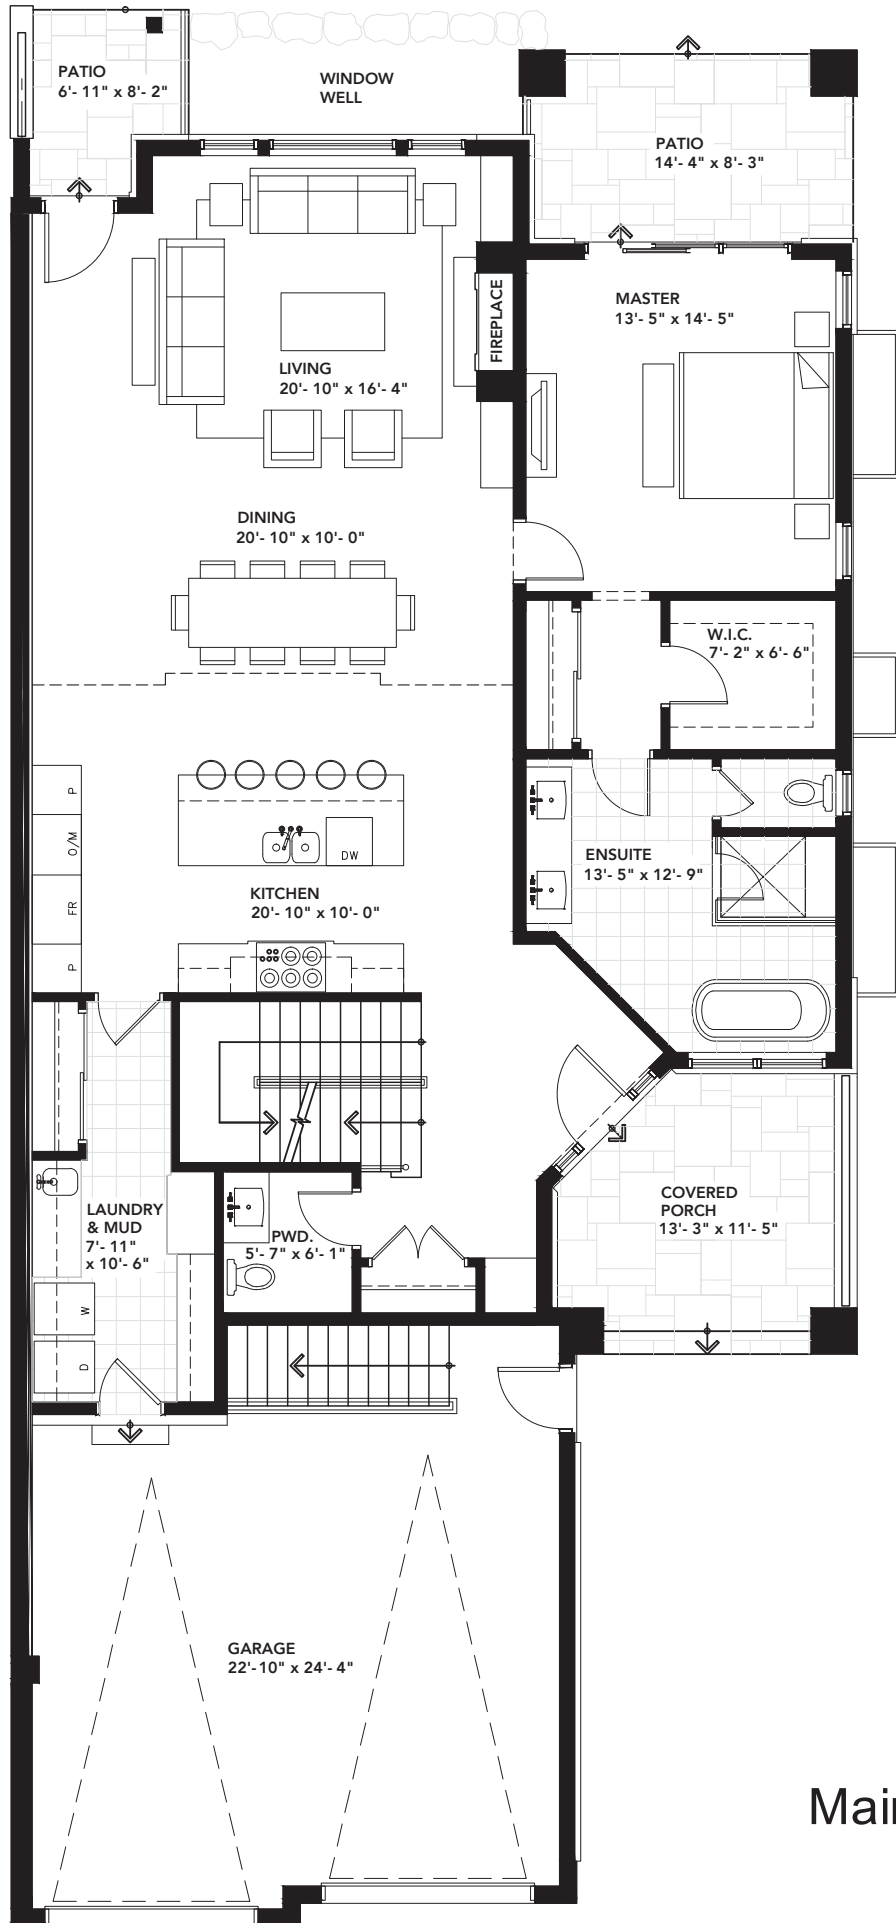 PATIO
6'- 11" x 8'- 2"
WINDOW
WELL
PATIO
14'- 4" x 8'- 3"
FIREPLACE
MASTER
13'- 5" x 14'- 5"
LIVING
20'- 10" x 16'- 4"
DINING
20'- 10" x 10'- 0"
W.I.C.
7'- 2" x 6'- 6"
P
O/M
FR
P
DW
KITCHEN
20'- 10" x 10'- 0"
ENSUITE
13'- 5" x 12'- 9"
LAUNDRY
& MUD
7'- 11"
x 10'- 6"
W
D
PWD.
5'- 7" x 6'- 1"
COVERED
PORCH
13'- 3" x 11'- 5"
GARAGE
22'- 10" x 24'- 4"
Main